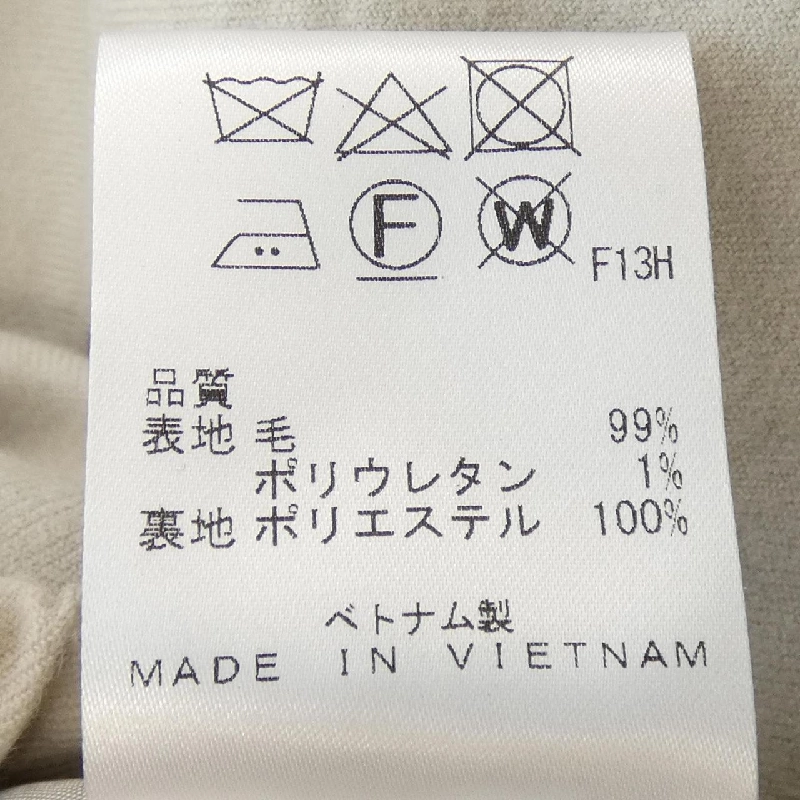 F W F13H
品質
表地 毛 99%
ポリウレタン 1%
裏地 ポリエステル 100%
ベトナム製
MADE IN VIETNAM